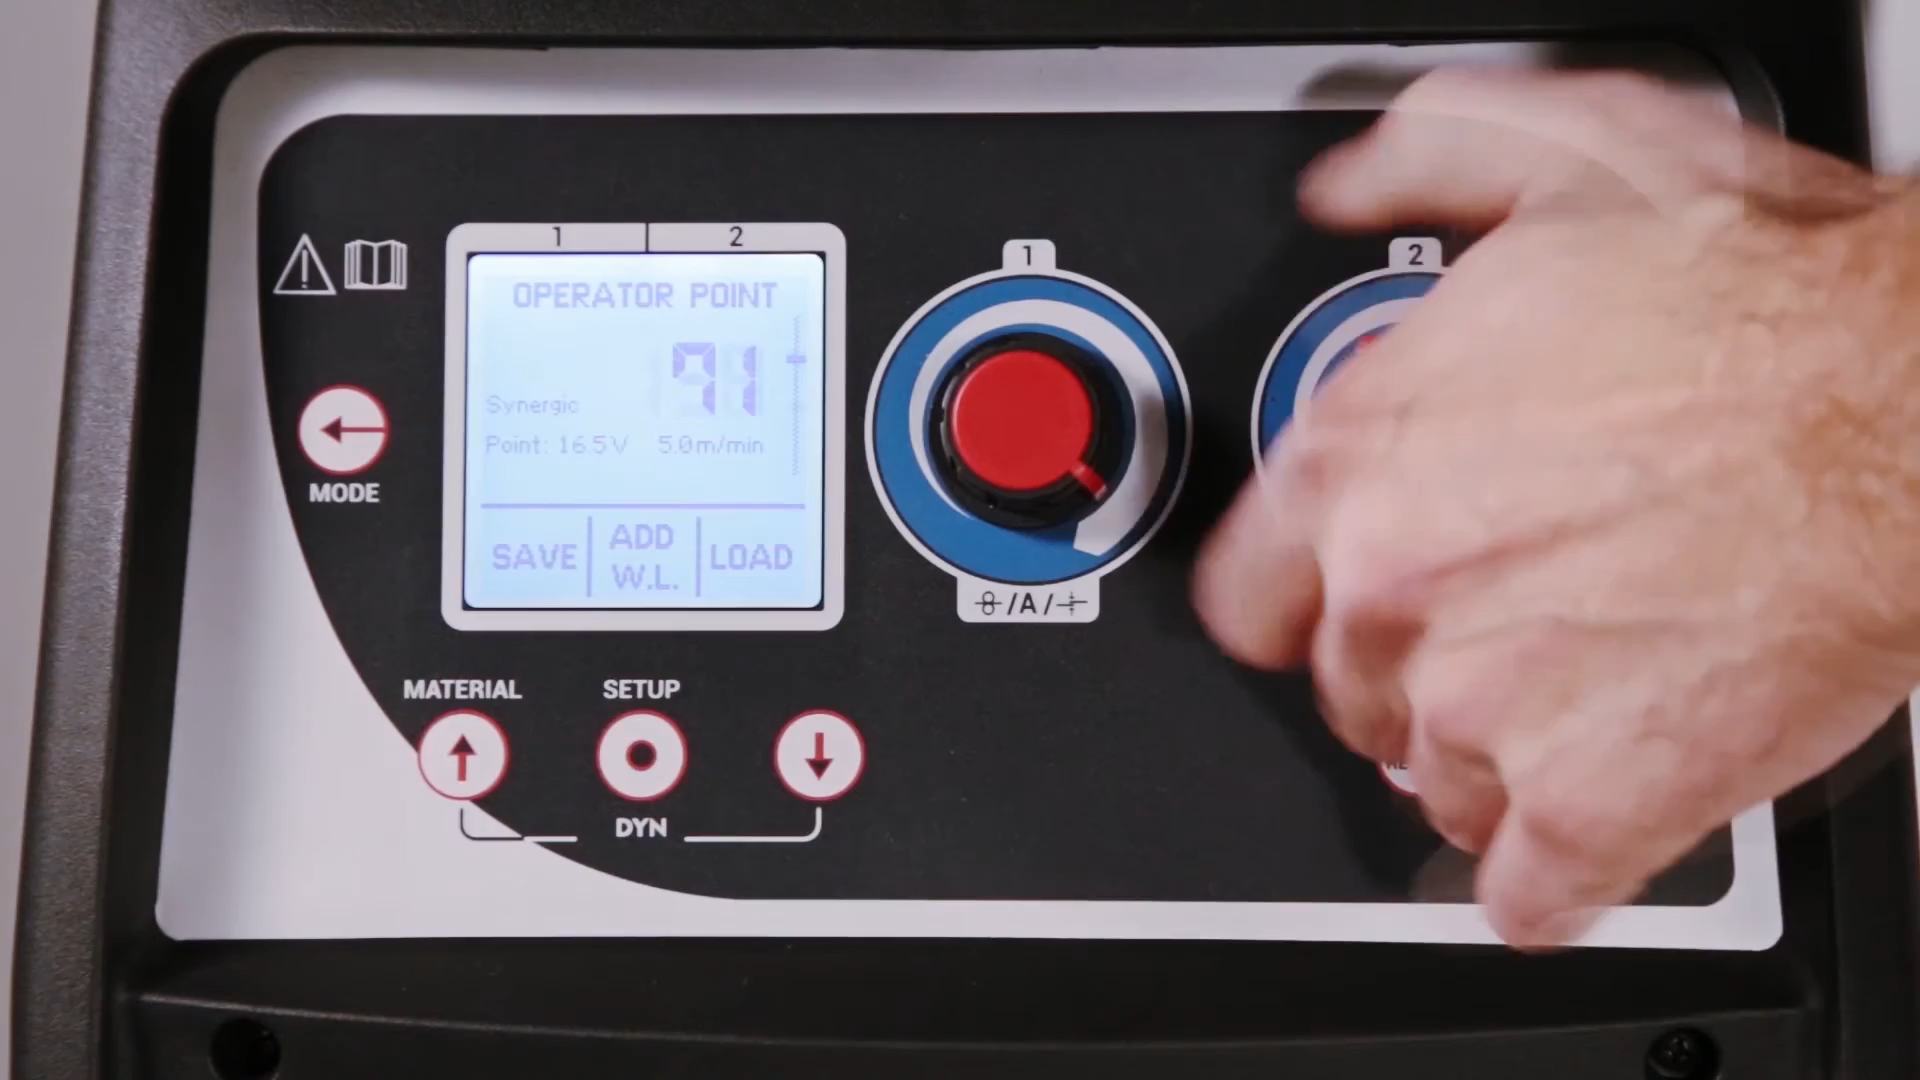 1 2
OPERATOR POINT
91
Synergic
Point: 16.5V 5.0m/min
SAVE
ADD W.L.
LOAD
1
2
/A/
MODE
MATERIAL
SETUP
DYN